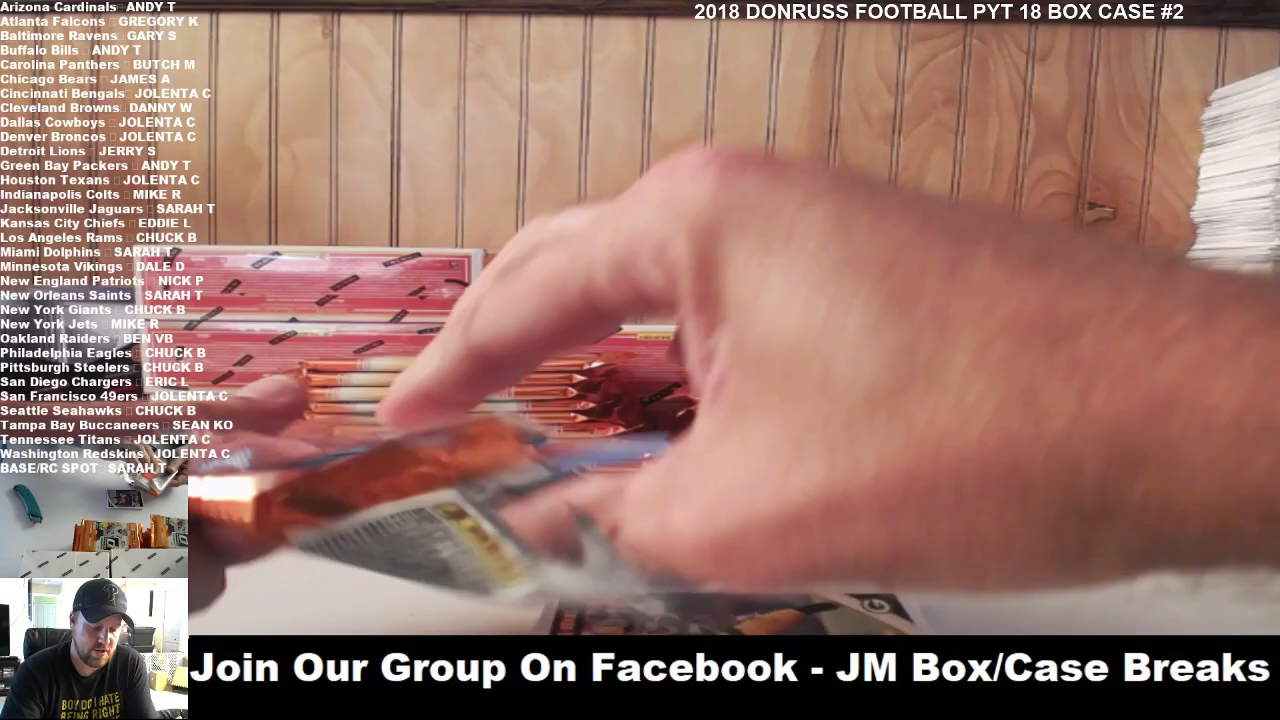 2018 DONRUSS FOOTBALL PYT 18 BOX CASE #2
Arizona Cardinals ANDY T
Atlanta Falcons GREGORY K
Baltimore Ravens GARY S
Buffalo Bills ANDY T
Carolina Panthers BUTCH M
Chicago Bears JAMES A
Cincinnati Bengals JOLENTA C
Cleveland Browns DANNY W
Dallas Cowboys JOLENTA C
Denver Broncos JOLENTA C
Detroit Lions JERRY S
Green Bay Packers ANDY T
Houston Texans JOLENTA C
Indianapolis Colts MIKE R
Jacksonville Jaguars SARAH T
Kansas City Chiefs EDDIE L
Los Angeles Rams CHUCK B
Miami Dolphins SARAH T
Minnesota Vikings DALE D
New England Patriots NICK P
New Orleans Saints SARAH T
New York Giants CHUCK B
New York Jets MIKE R
Oakland Raiders BEN VB
Philadelphia Eagles CHUCK B
Pittsburgh Steelers CHUCK B
San Diego Chargers ERIC L
San Francisco 49ers JOLENTA C
Seattle Seahawks CHUCK B
Tampa Bay Buccaneers SEAN KO
Tennessee Titans JOLENTA C
Washington Redskins JOLENTA C
BASE/RC SPOT SARAH T
BOY DO I HATE
BEING RIGHT
Join Our Group On Facebook - JM Box/Case Breaks